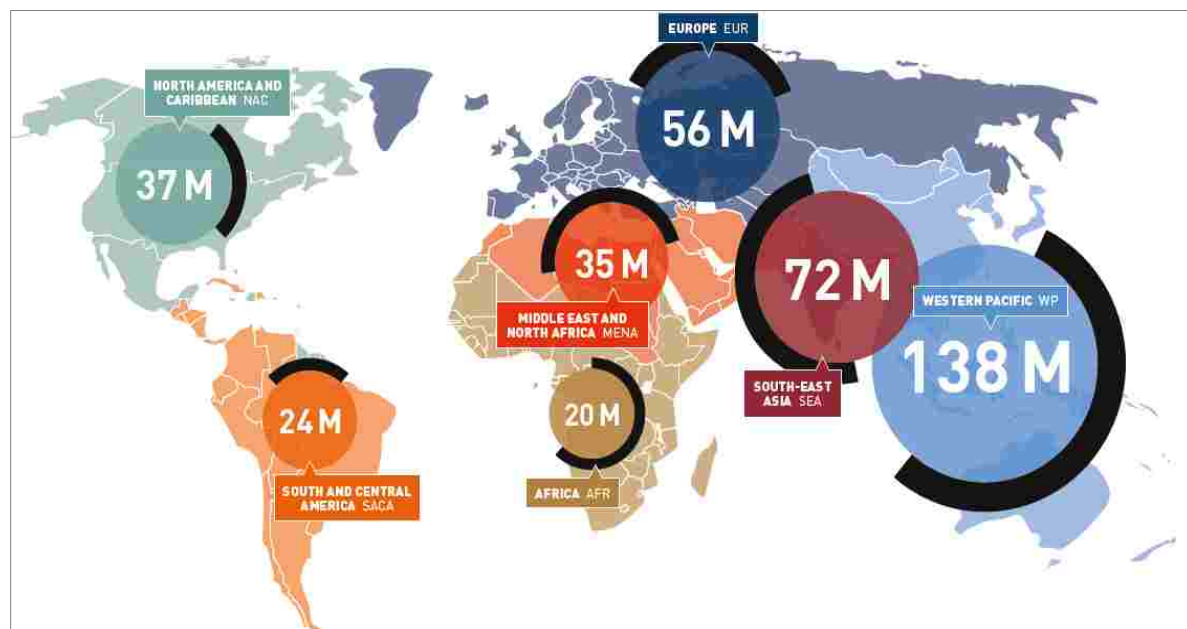 EUROPE EUR
56 M
NORTH AMERICA AND
CARIBBEAN NAC
37 M
35 M
MIDDLE EAST AND
NORTH AFRICA MENA
72 M
SOUTH-EAST
ASIA SEA
WESTERN PACIFIC WP
138 M
24 M
SOUTH AND CENTRAL
AMERICA SACA
20 M
AFRICA AFR